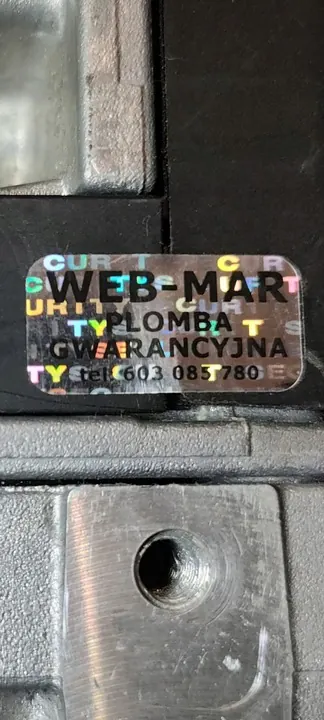 WEB-MAR
PLOMBA
GWARANCYJNA
tel. 603 085 780